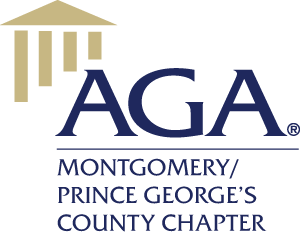 AGA®
MONTGOMERY/
PRINCE GEORGE'S
COUNTY CHAPTER